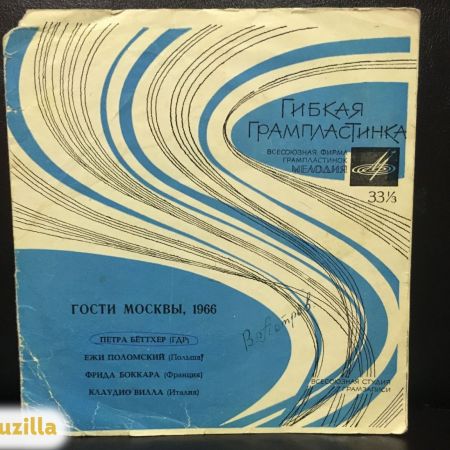 ГИБКАЯ
ГРАМПЛАСТИНКА
ВСЕСОЮЗНАЯ ФИРМА
ГРАМПЛАСТИНОК
МЕЛОДИЯ
33⅓
ГОСТИ МОСКВЫ, 1966
ПЕТРА БЁТТХЕР (ГДР)
ЕЖИ ПОЛОМСКИЙ (Польша)
ФРИДА БОККАРА (Франция)
КЛАУДИО ВИЛЛА (Италия)
ВСЕСОЮЗНАЯ СТУДИЯ
ГРАМЗАПИСИ
uzilla